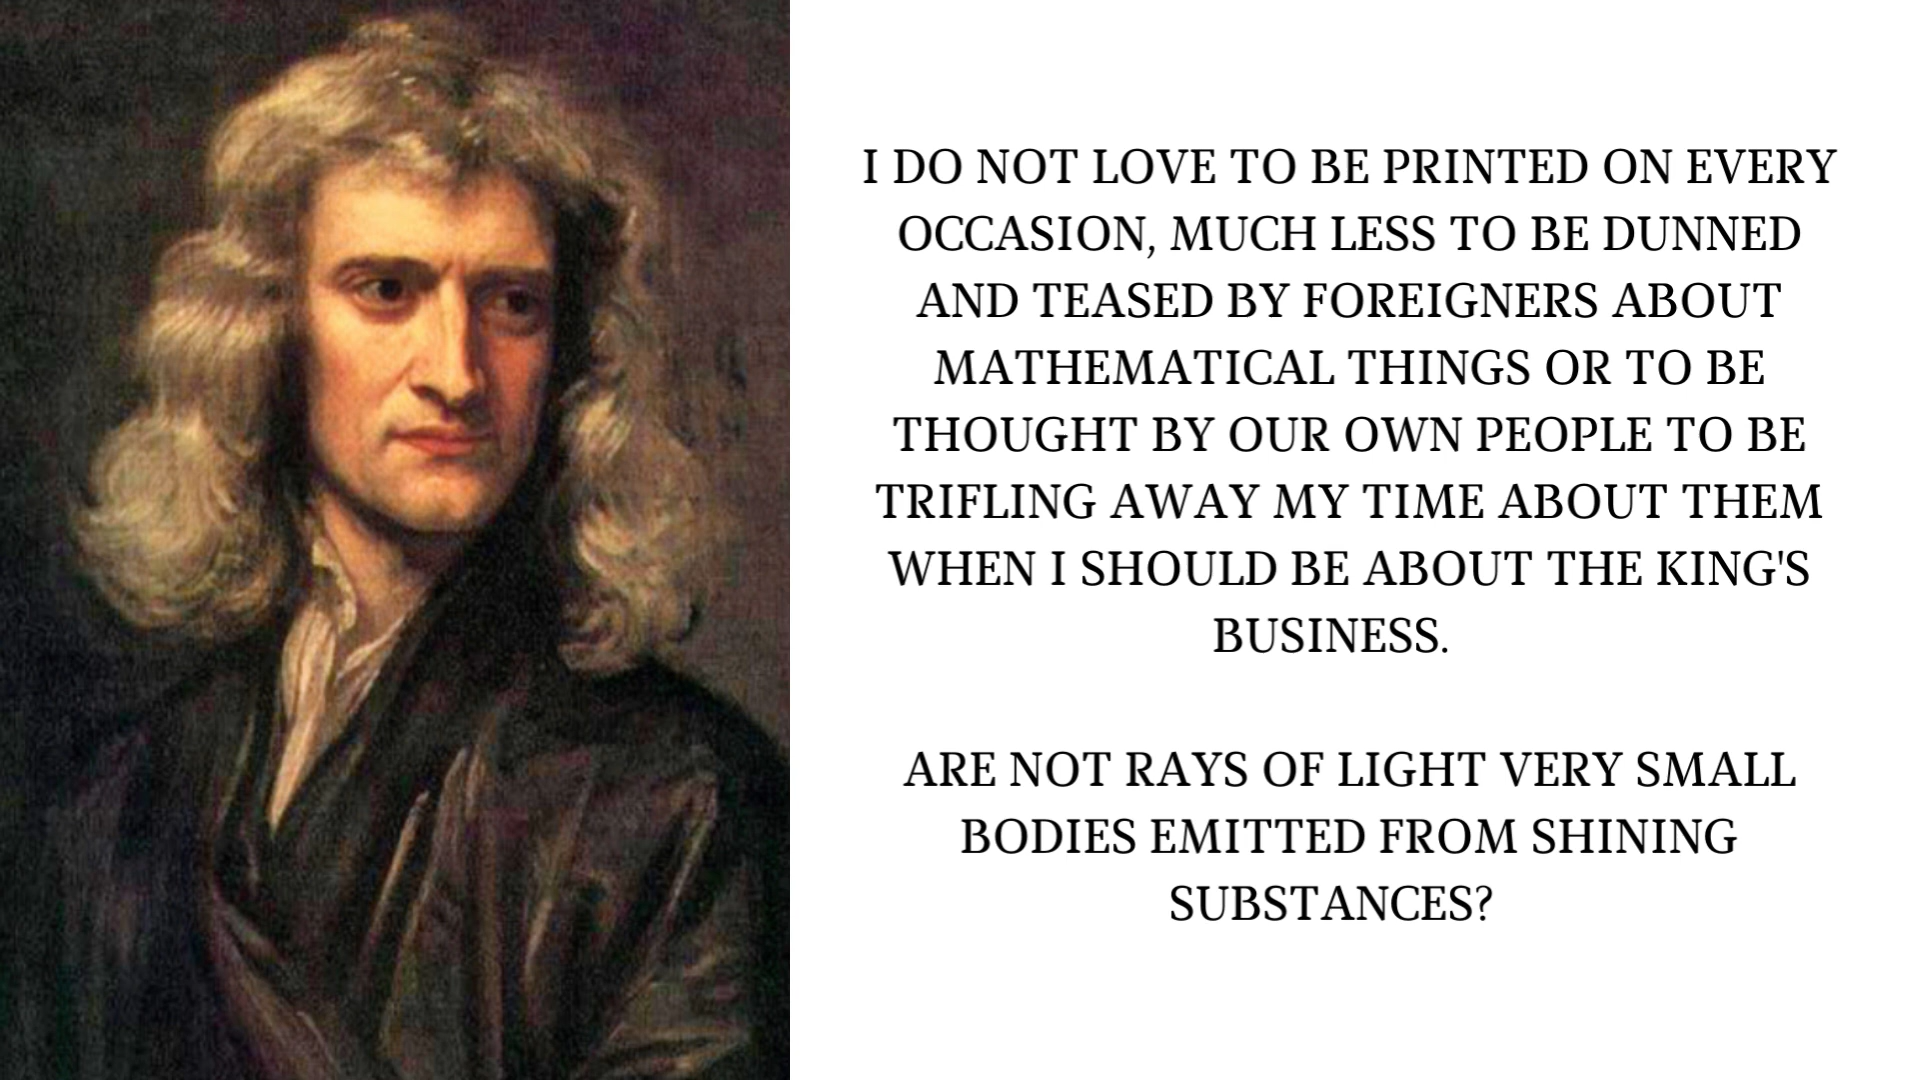 I DO NOT LOVE TO BE PRINTED ON EVERY
OCCASION, MUCH LESS TO BE DUNNED
AND TEASED BY FOREIGNERS ABOUT
MATHEMATICAL THINGS OR TO BE
THOUGHT BY OUR OWN PEOPLE TO BE
TRIFLING AWAY MY TIME ABOUT THEM
WHEN I SHOULD BE ABOUT THE KING'S
BUSINESS.
ARE NOT RAYS OF LIGHT VERY SMALL
BODIES EMITTED FROM SHINING
SUBSTANCES?